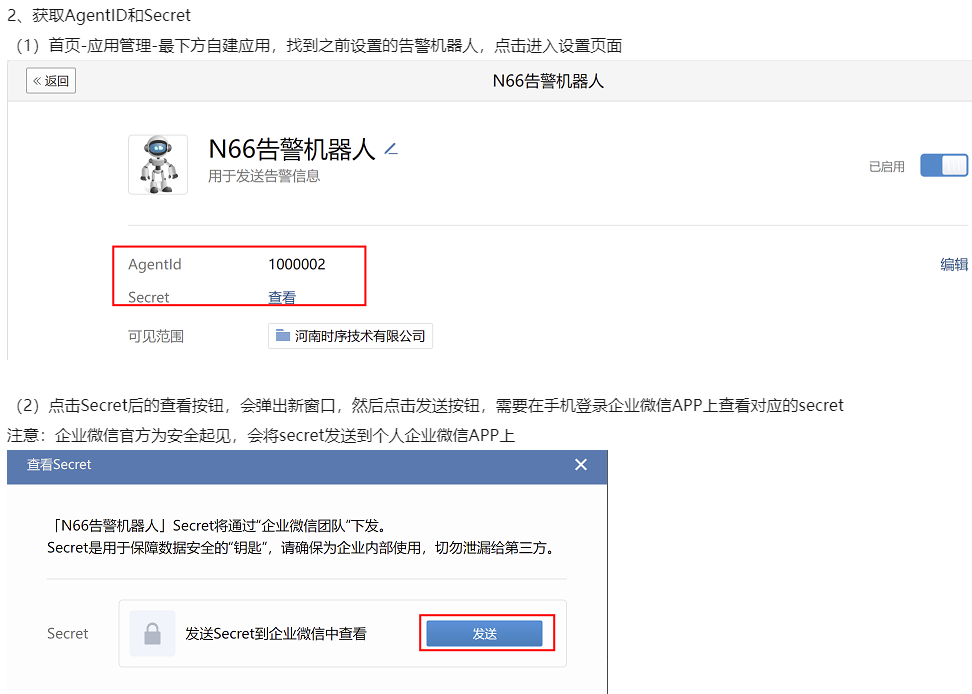 2、获取AgentID和Secret
（1）首页-应用管理-最下方自建应用，找到之前设置的告警机器人，点击进入设置页面
« 返回
N66告警机器人
N66告警机器人
用于发送告警信息
已启用
AgentId 1000002
编辑
Secret 查看
可见范围 河南时序技术有限公司
（2）点击Secret后的查看按钮，会弹出新窗口，然后点击发送按钮，需要在手机登录企业微信APP上查看对应的secret
注意：企业微信官方为安全起见，会将secret发送到个人企业微信APP上
查看Secret
「N66告警机器人」Secret将通过“企业微信团队”下发。
Secret是用于保障数据安全的“钥匙”，请确保为企业内部使用，切勿泄漏给第三方。
Secret 发送Secret到企业微信中查看 发送